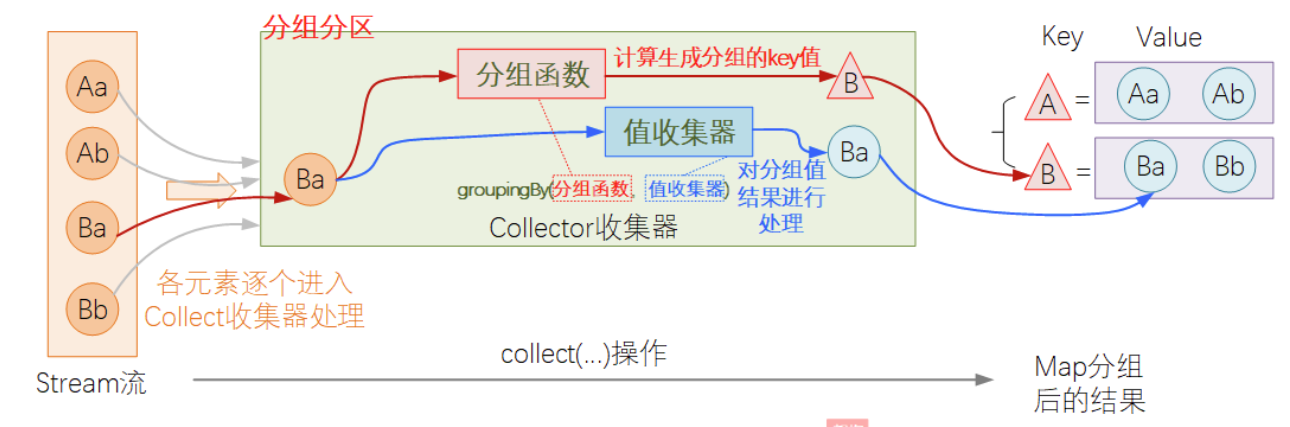 分组分区
Key
Value
Aa
Ab
Ba
Bb
Ba
分组函数
计算生成分组的key值
B
值收集器
Ba
groupingBy(分组函数, 值收集器)
对分组值
结果进行
处理
Collector收集器
A
=
Aa
Ab
B
=
Ba
Bb
各元素逐个进入
Collect收集器处理
Stream流
collect(...)操作
Map分组
后的结果